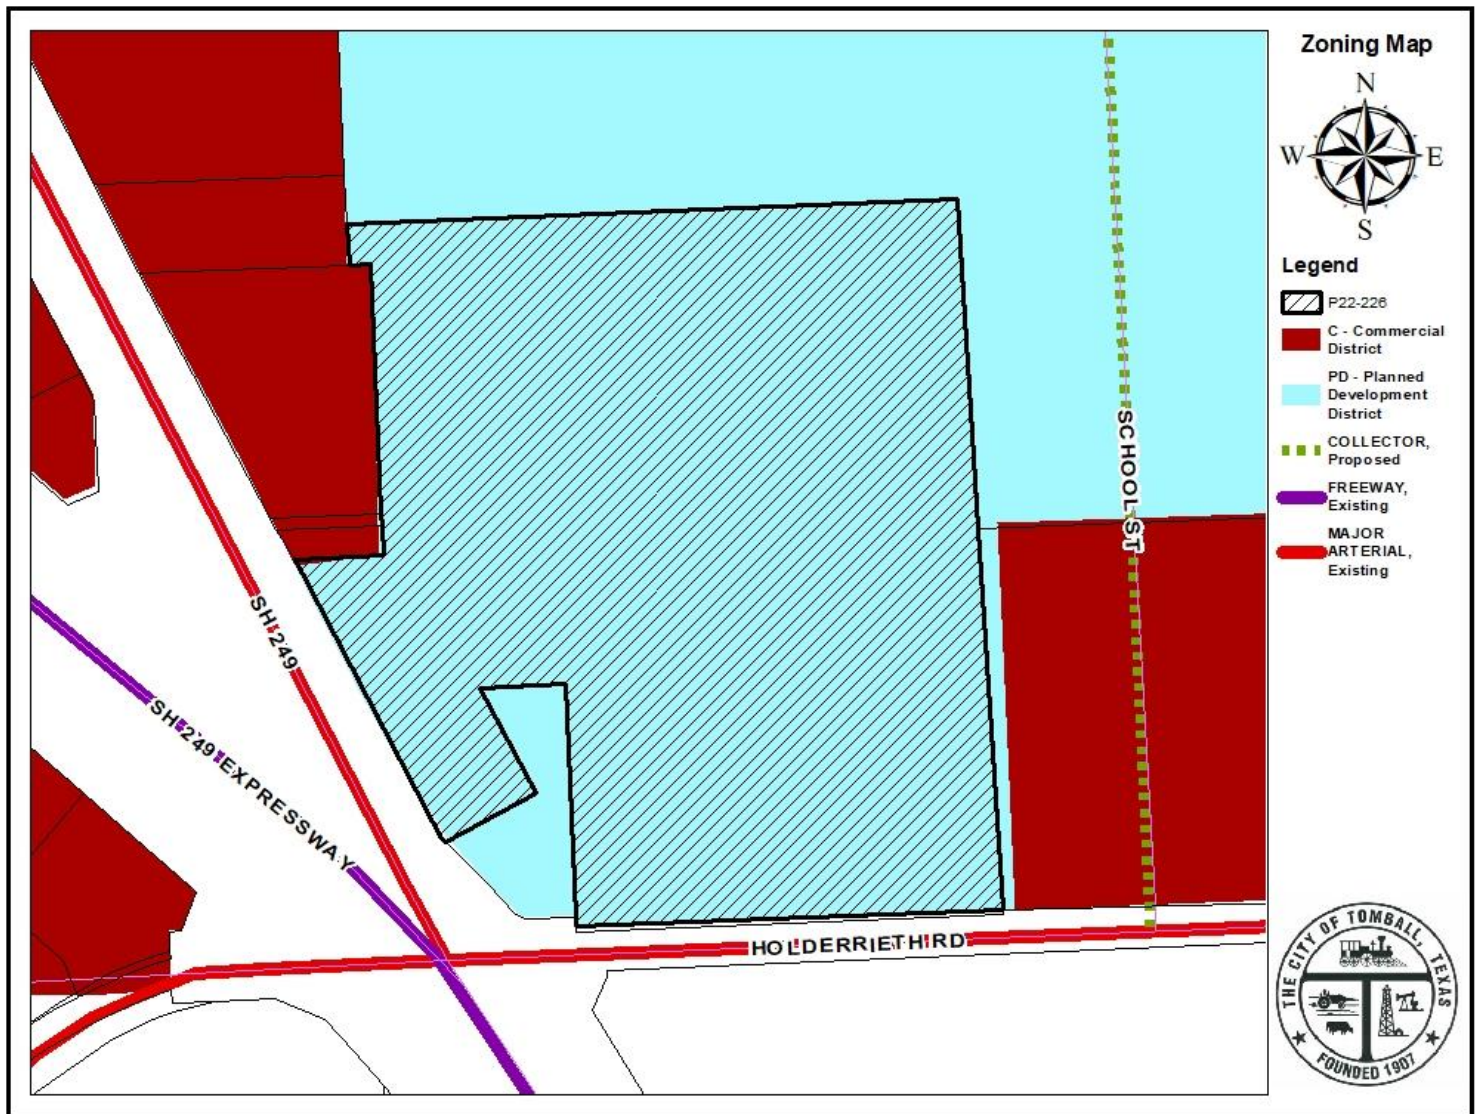 Zoning Map
N
W
E
S
Legend
P22-226
C - Commercial
District
PD - Planned
Development
District
COLLECTOR,
Proposed
FREEWAY,
Existing
MAJOR
ARTERIAL,
Existing
SCHOOL ST
SH 249
SH 249 EXPRESSWAY
HOLDERRIETH RD
THE CITY OF TOMBALL, TEXAS
FOUNDED 1907